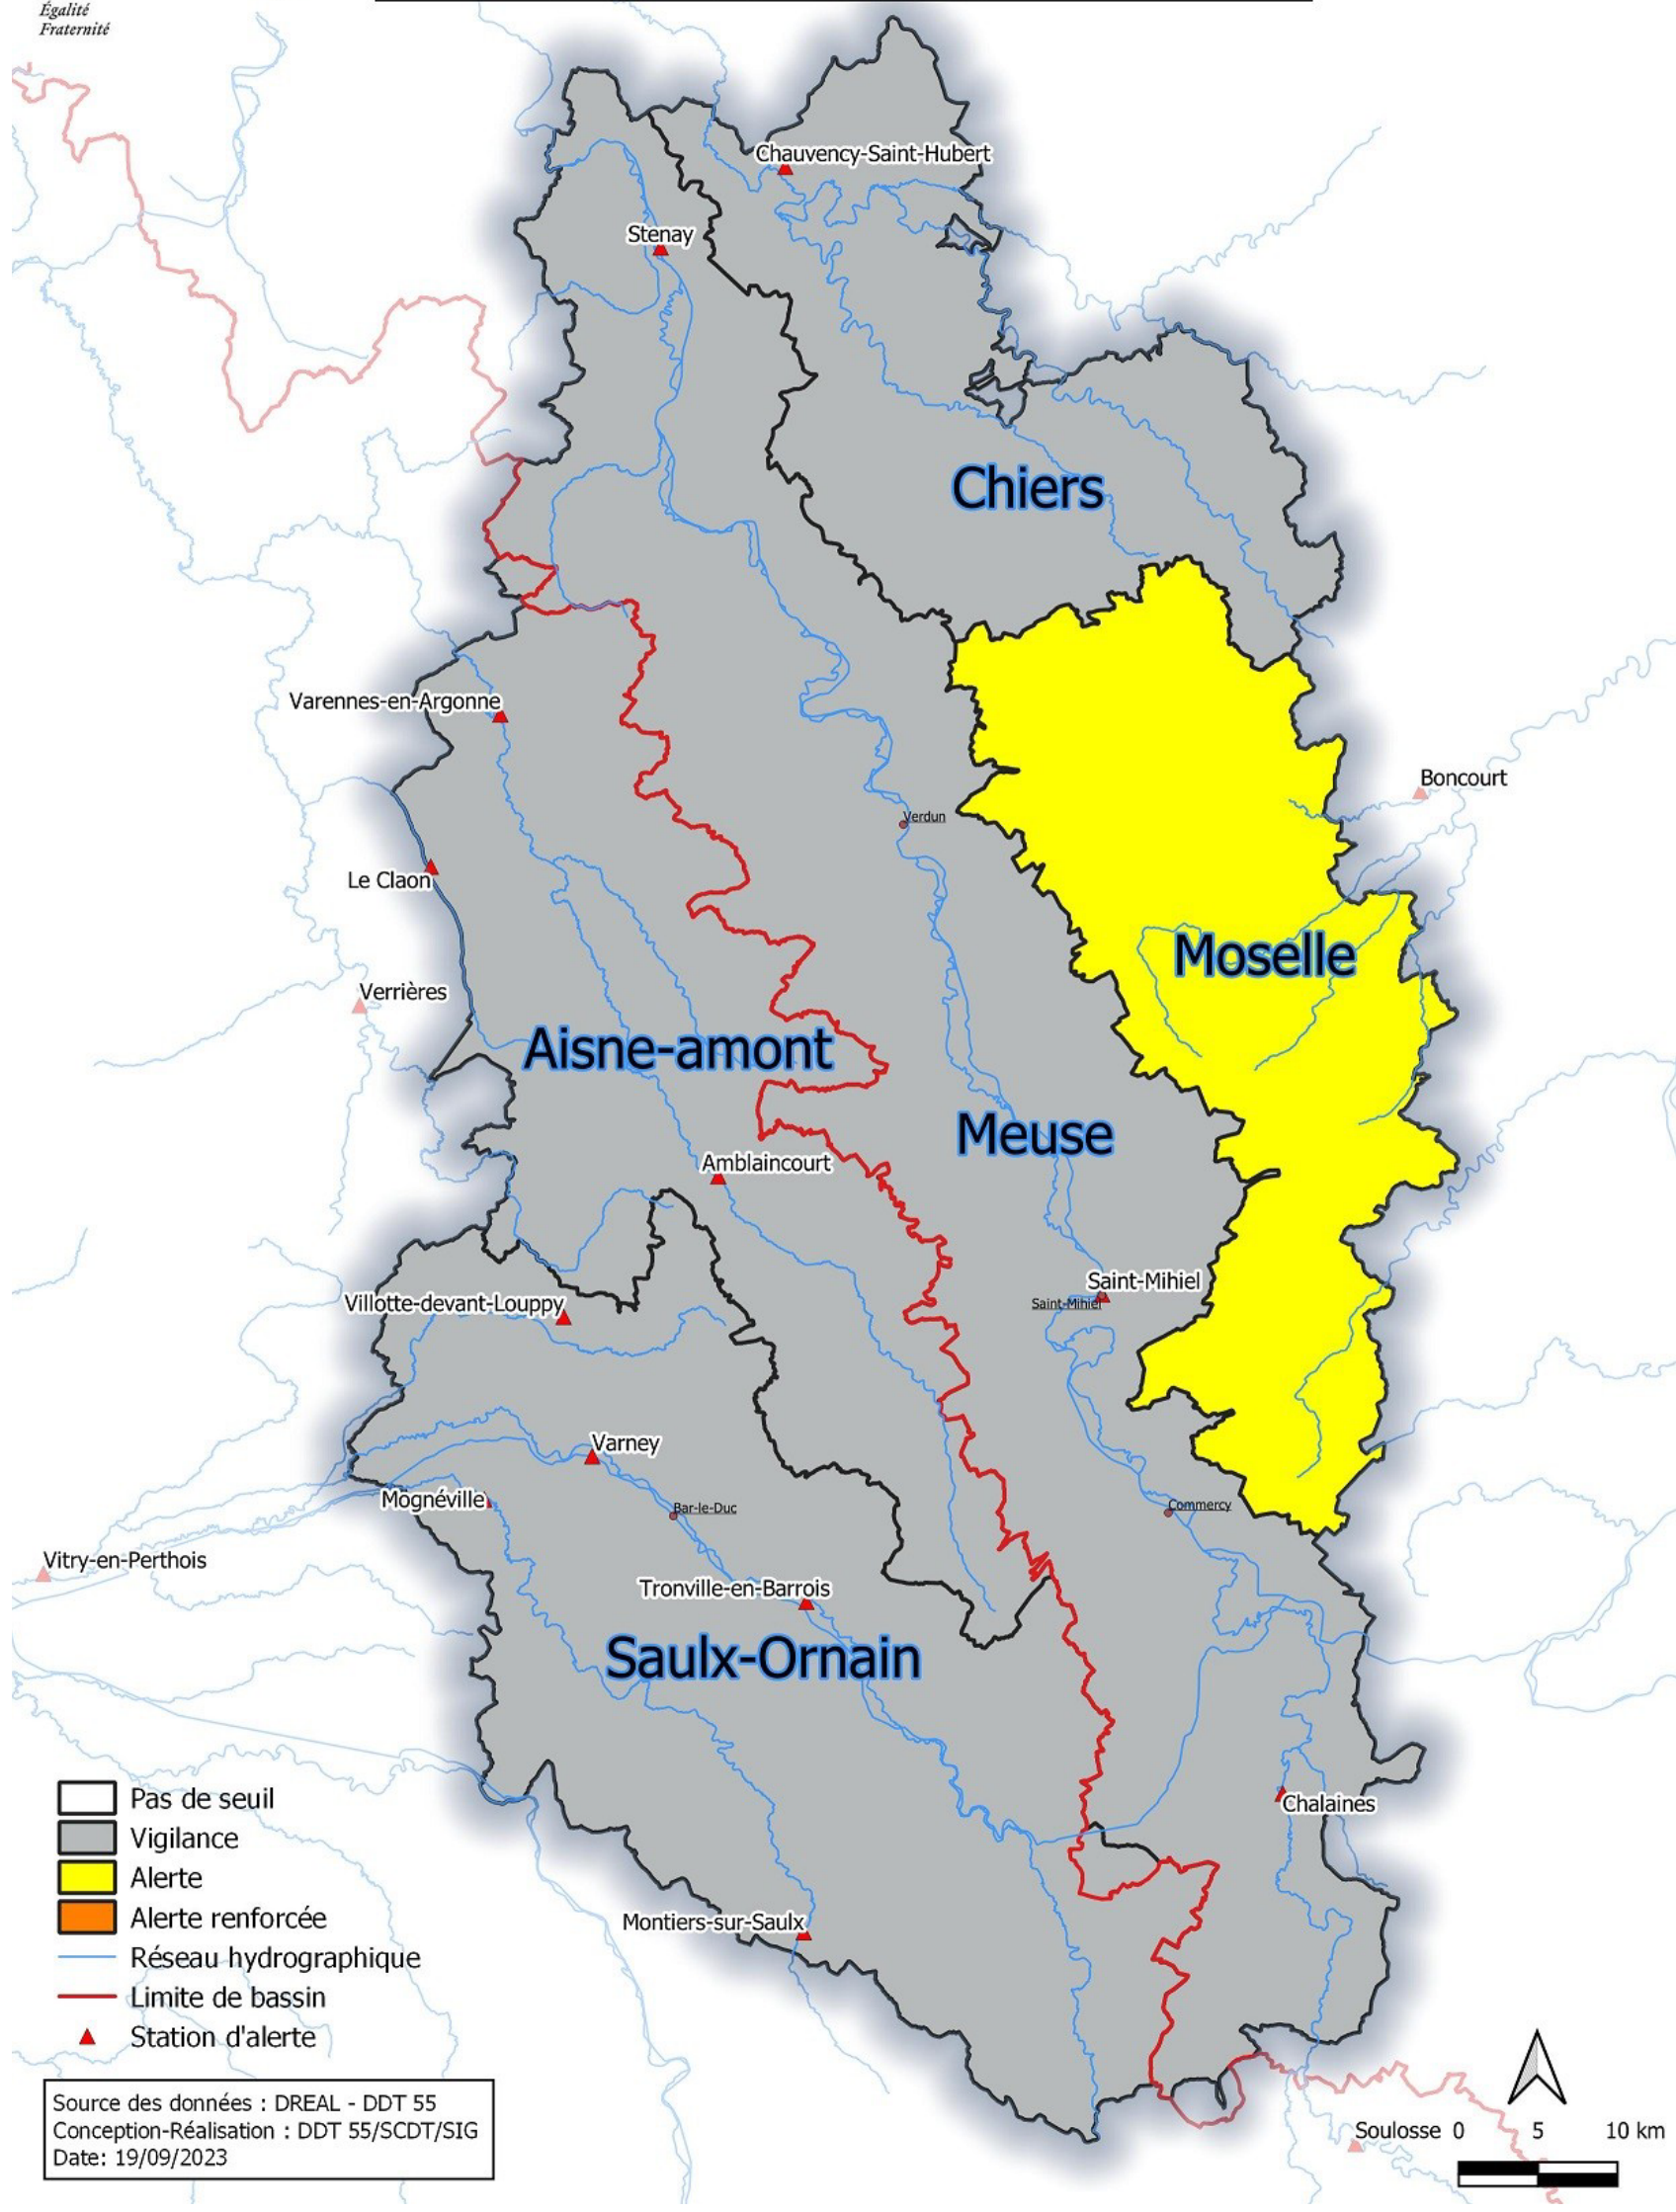 Égalité
Fraternité
Chauvency-Saint-Hubert
Stenay
Chiers
Varennes-en-Argonne
Boncourt
Verdun
Le Claon
Moselle
Verrières
Aisne-amont
Meuse
Amblaincourt
Saint-Mihiel
Saint-Mihiel
Villotte-devant-Louppy
Varney
Mognéville
Bar-le-Duc
Commercy
Vitry-en-Perthois
Tronville-en-Barrois
Saulx-Ornain
Chalaines
Montiers-sur-Saulx
Pas de seuil
Vigilance
Alerte
Alerte renforcée
Réseau hydrographique
Limite de bassin
Station d'alerte
Source des données : DREAL - DDT 55
Conception-Réalisation : DDT 55/SCDT/SIG
Date: 19/09/2023
Soulosse
0 5 10 km